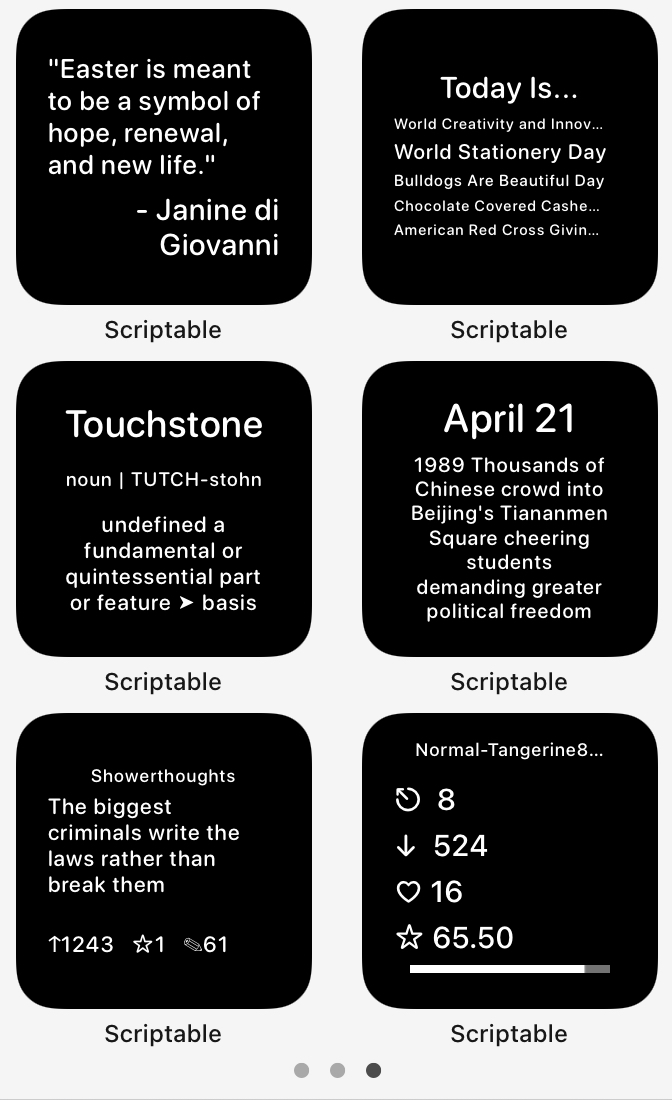 "Easter is meant
to be a symbol of
hope, renewal,
and new life."
- Janine di
Giovanni
Scriptable
Today Is...
World Creativity and Innov...
World Stationery Day
Bulldogs Are Beautiful Day
Chocolate Covered Cashe...
American Red Cross Givin...
Scriptable
Touchstone
noun | TUTCH-stohn
undefined a
fundamental or
quintessential part
or feature ➤ basis
Scriptable
April 21
1989 Thousands of
Chinese crowd into
Beijing's Tiananmen
Square cheering
students
demanding greater
political freedom
Scriptable
Showerthoughts
The biggest
criminals write the
laws rather than
break them
↑1243 ☆1 ✎61
Scriptable
Normal-Tangerine8...
8
↓ 524
♡ 16
☆ 65.50
Scriptable